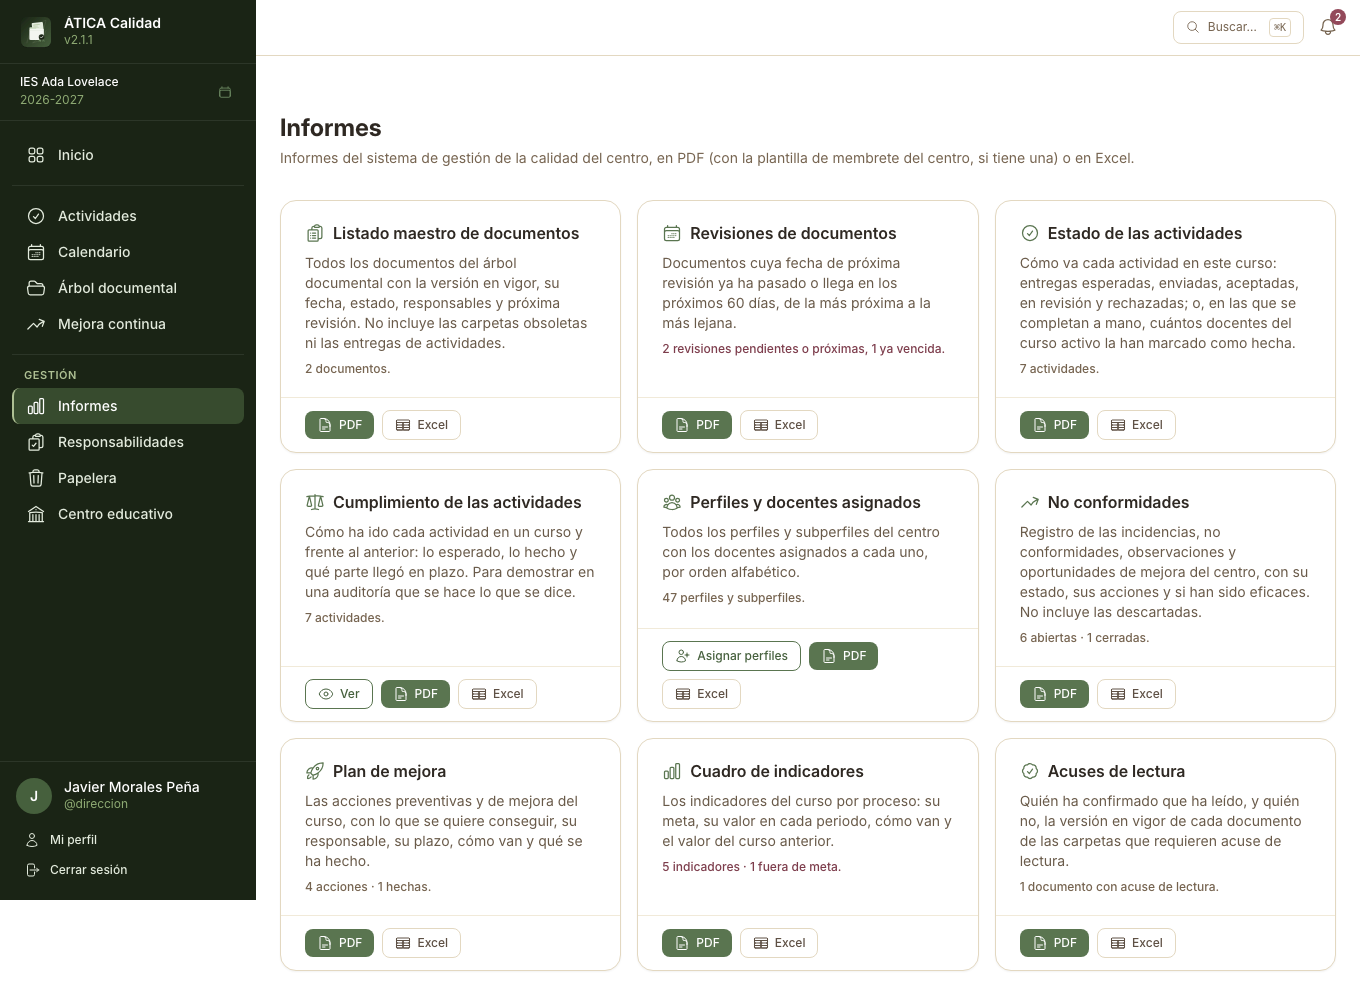 ÁTICA Calidad
v2.1.1
IES Ada Lovelace
2026-2027
Inicio
Actividades
Calendario
Árbol documental
Mejora continua
GESTIÓN
Informes
Responsabilidades
Papelera
Centro educativo
J
Javier Morales Peña
@direccion
Mi perfil
Cerrar sesión
Buscar...
⌘K
2
Informes
Informes del sistema de gestión de la calidad del centro, en PDF (con la plantilla de membrete del centro, si tiene una) o en Excel.
Listado maestro de documentos
Todos los documentos del árbol
documental con la versión en vigor, su
fecha, estado, responsables y próxima
revisión. No incluye las carpetas obsoletas
ni las entregas de actividades.
2 documentos.
PDF
Excel
Revisiones de documentos
Documentos cuya fecha de próxima
revisión ya ha pasado o llega en los
próximos 60 días, de la más próxima a la
más lejana.
2 revisiones pendientes o próximas, 1 ya vencida.
PDF
Excel
Estado de las actividades
Cómo va cada actividad en este curso:
entregas esperadas, enviadas, aceptadas,
en revisión y rechazadas; o, en las que se
completan a mano, cuántos docentes del
curso activo la han marcado como hecha.
7 actividades.
PDF
Excel
Cumplimiento de las actividades
Cómo ha ido cada actividad en un curso y
frente al anterior: lo esperado, lo hecho y
qué parte llegó en plazo. Para demostrar en
una auditoría que se hace lo que se dice.
7 actividades.
Ver
PDF
Excel
Perfiles y docentes asignados
Todos los perfiles y subperfiles del centro
con los docentes asignados a cada uno,
por orden alfabético.
47 perfiles y subperfiles.
Asignar perfiles
PDF
Excel
No conformidades
Registro de las incidencias, no
conformidades, observaciones y
oportunidades de mejora del centro, con su
estado, sus acciones y si han sido eficaces.
No incluye las descartadas.
6 abiertas · 1 cerradas.
PDF
Excel
Plan de mejora
Las acciones preventivas y de mejora del
curso, con lo que se quiere conseguir, su
responsable, su plazo, cómo van y qué se
ha hecho.
4 acciones · 1 hechas.
PDF
Excel
Cuadro de indicadores
Los indicadores del curso por proceso: su
meta, su valor en cada periodo, cómo van y
el valor del curso anterior.
5 indicadores · 1 fuera de meta.
PDF
Excel
Acuses de lectura
Quién ha confirmado que ha leído, y quién
no, la versión en vigor de cada documento
de las carpetas que requieren acuse de
lectura.
1 documento con acuse de lectura.
PDF
Excel